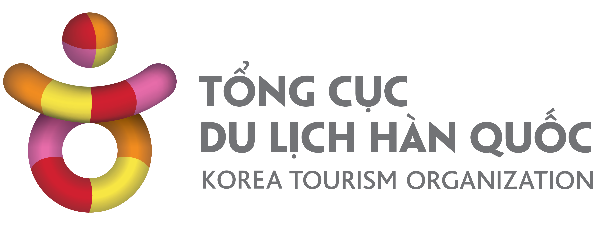 TỔNG CỤC
DU LỊCH HÀN QUỐC
KOREA TOURISM ORGANIZATION